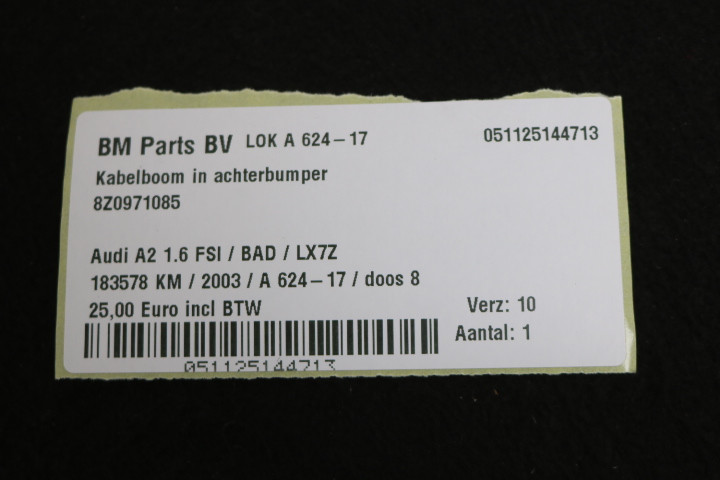 BM Parts BV LOK A 624-17 051125144713
Kabelboom in achterbumper
8Z0971085
Audi A2 1.6 FSI / BAD / LX7Z
183578 KM / 2003 / A 624-17 / doos 8
25,00 Euro incl BTW Verz: 10
Aantal: 1
051125144713